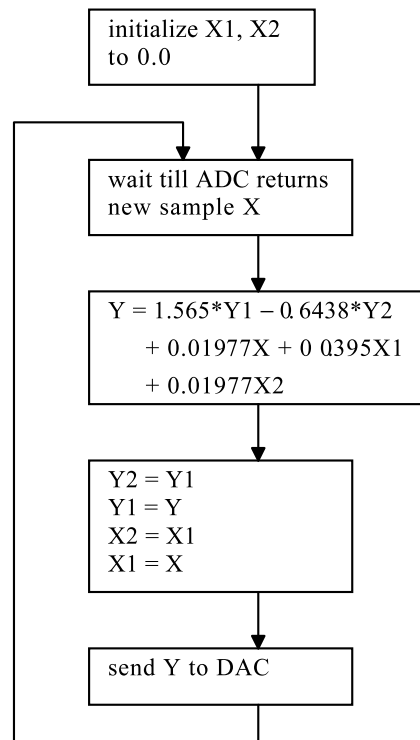 initialize X1, X2
to 0.0
wait till ADC returns
new sample X
Y = 1.565*Y1 − 0.6438*Y2
+ 0.01977X + 0 0395X1
+ 0.01977X2
Y2 = Y1
Y1 = Y
X2 = X1
X1 = X
send Y to DAC